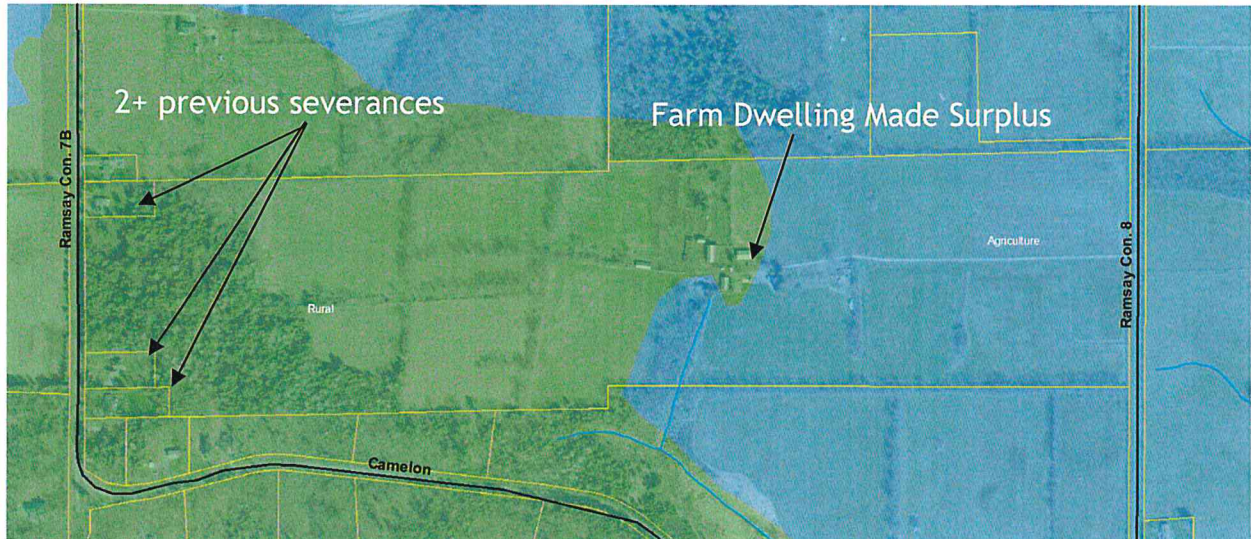 2+ previous severances
Farm Dwelling Made Surplus
Ramsay Con. 7B
Agriculture
Ramsay Con. 8
Rural
Camelon